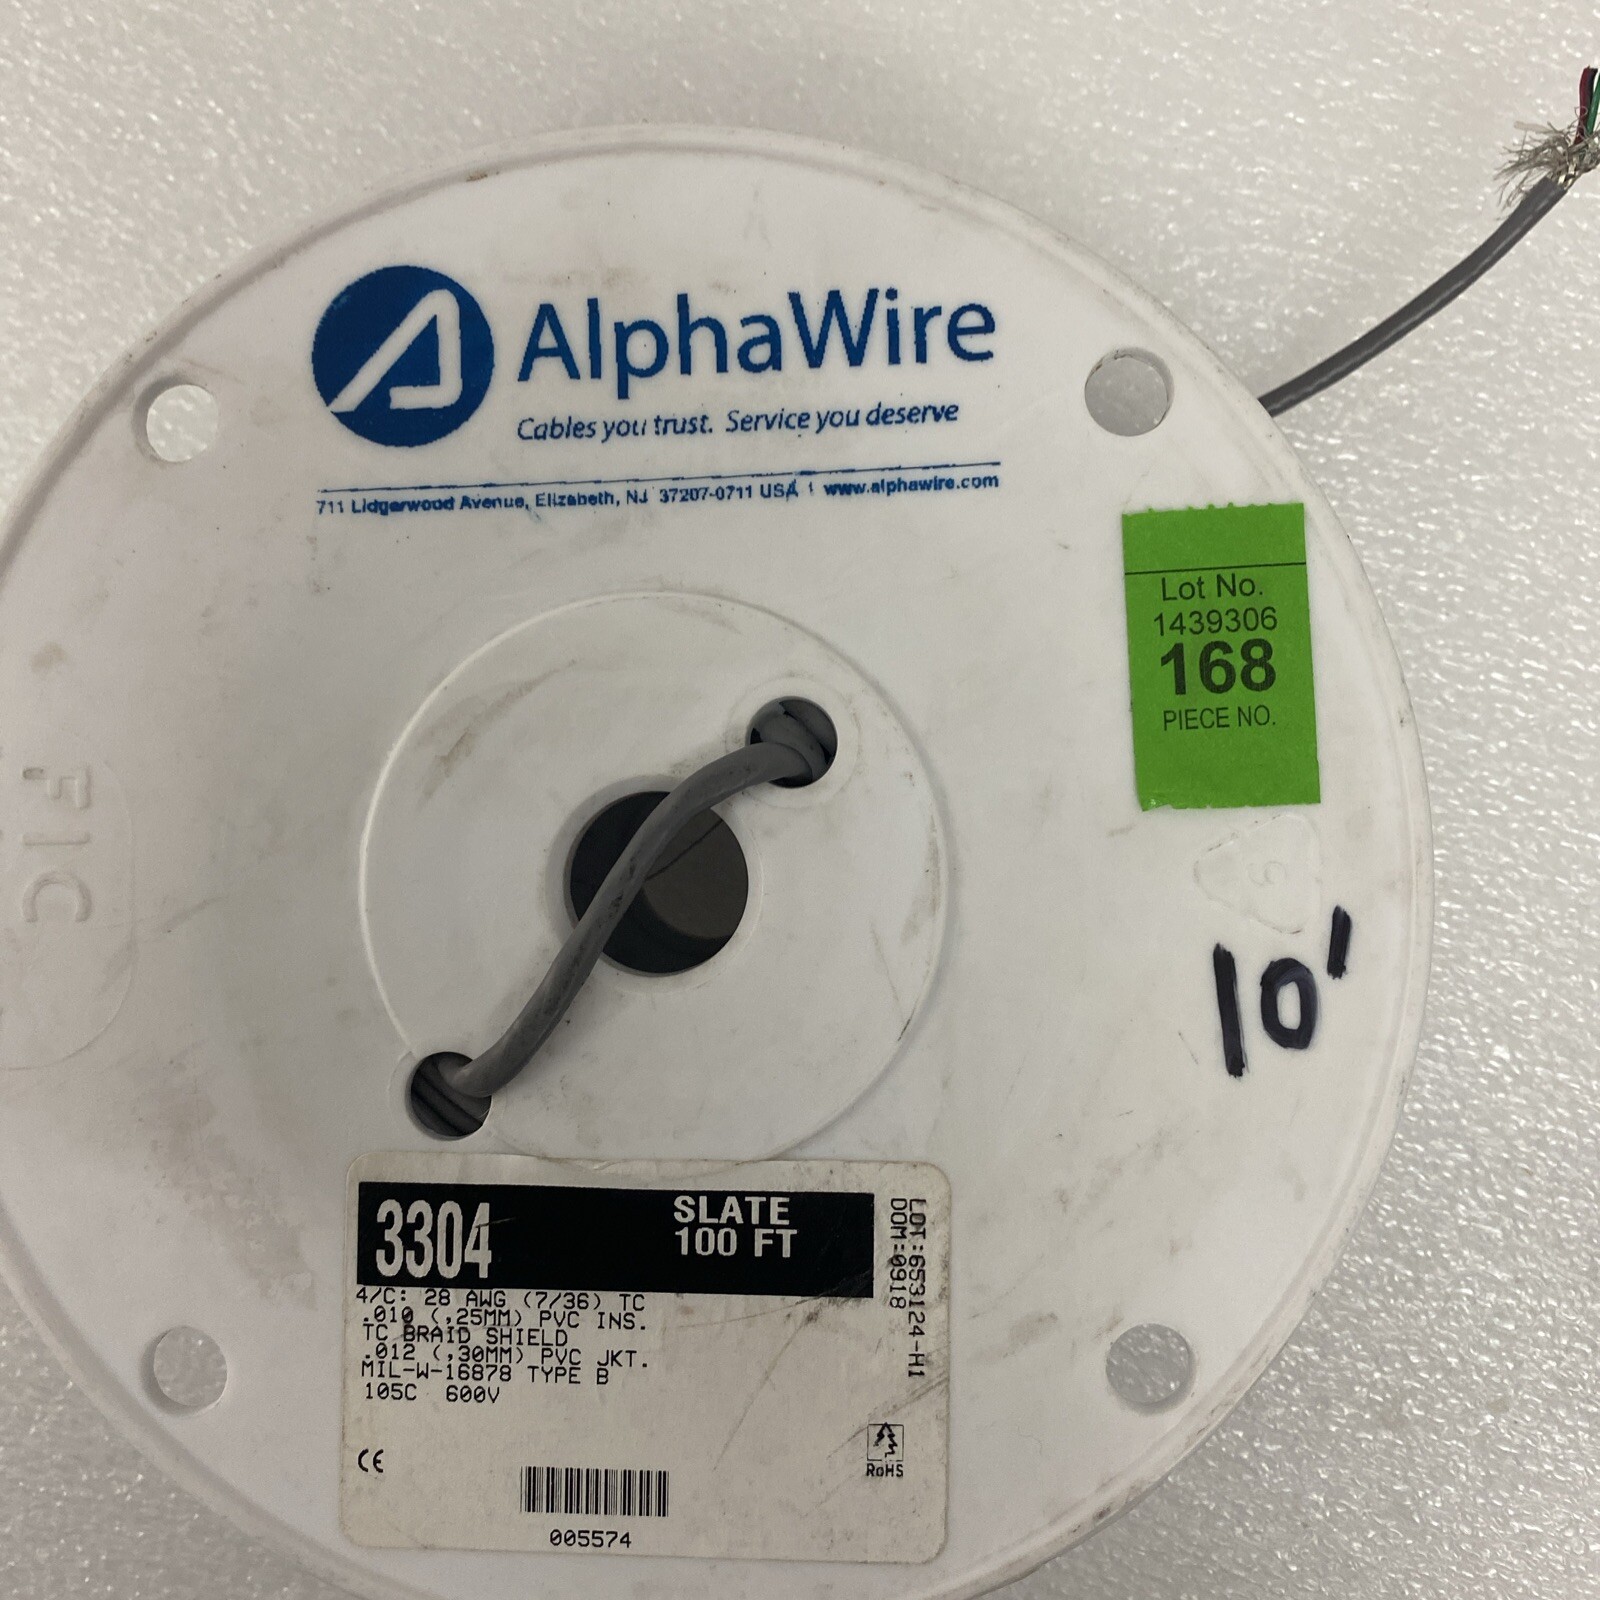 AlphaWire
Cables you trust. Service you deserve
711 Lidgerwood Avenue, Elizabeth, NJ 37207-0711 USA | www.alphawire.com
Lot No.
1439306
168
PIECE NO.
FIC
10'
3304
SLATE
100 FT
4/C: 28 AWG (7/36) TC
.010 (,25MM) PVC INS.
TC BRAID SHIELD
.012 (,30MM) PVC JKT.
MIL-W-16878 TYPE B
105C 600V
LOT:653124-H1
DOM:0918
CE
RoHS
005574